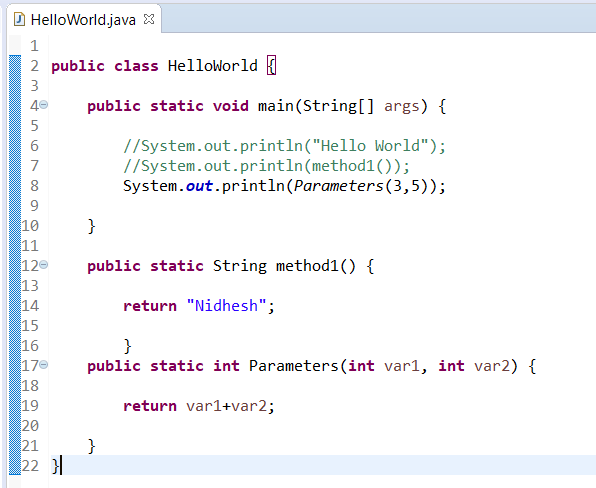 HelloWorld.java
1
2 public class HelloWorld {
3
4 public static void main(String[] args) {
5
6 //System.out.println("Hello World");
7 //System.out.println(method1());
8 System.out.println(Parameters(3,5));
9
10 }
11
12 public static String method1() {
13
14 return "Nidhesh";
15
16 }
17 public static int Parameters(int var1, int var2) {
18
19 return var1+var2;
20
21 }
22 }